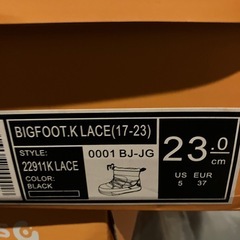 BIGFOOT.K LACE(17-23)
STYLE:
22911K LACE
COLOR:
BLACK
0001 BJ-JG
23.0
cm
US EUR
5 37